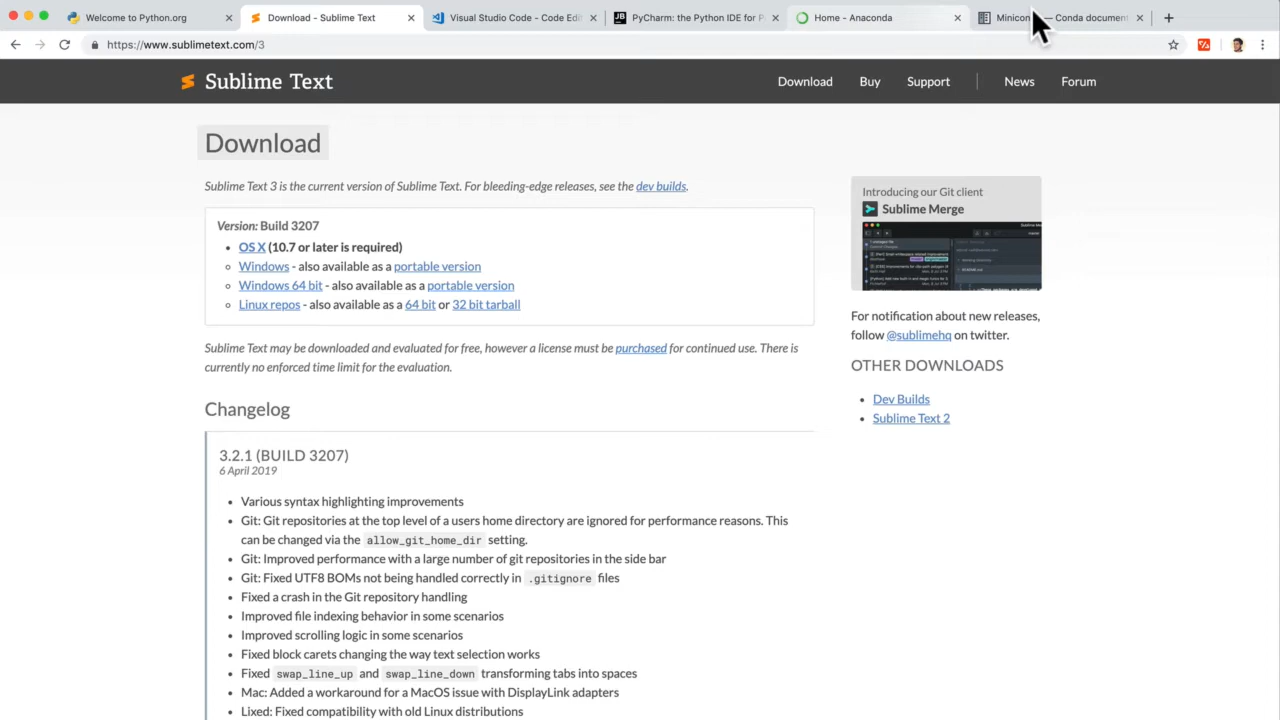 Welcome to Python.org
Download - Sublime Text
Visual Studio Code - Code Edi
PyCharm: the Python IDE for P
Home - Anaconda
Minicon — Conda document
https://www.sublimetext.com/3
Sublime Text
Download Buy Support News Forum
Download
Sublime Text 3 is the current version of Sublime Text. For bleeding-edge releases, see the dev builds.
Version: Build 3207
OS X (10.7 or later is required)
Windows - also available as a portable version
Windows 64 bit - also available as a portable version
Linux repos - also available as a 64 bit or 32 bit tarball
Sublime Text may be downloaded and evaluated for free, however a license must be purchased for continued use. There is
currently no enforced time limit for the evaluation.
Changelog
3.2.1 (BUILD 3207)
6 April 2019
Various syntax highlighting improvements
Git: Git repositories at the top level of a users home directory are ignored for performance reasons. This
can be changed via the allow_git_home_dir setting.
Git: Improved performance with a large number of git repositories in the side bar
Git: Fixed UTF8 BOMs not being handled correctly in .gitignore files
Fixed a crash in the Git repository handling
Improved file indexing behavior in some scenarios
Improved scrolling logic in some scenarios
Fixed block carets changing the way text selection works
Fixed swap_line_up and swap_line_down transforming tabs into spaces
Mac: Added a workaround for a MacOS issue with DisplayLink adapters
Lixed: Fixed compatibility with old Linux distributions
Introducing our Git client
Sublime Merge
For notification about new releases,
follow @sublimehq on twitter.
OTHER DOWNLOADS
Dev Builds
Sublime Text 2